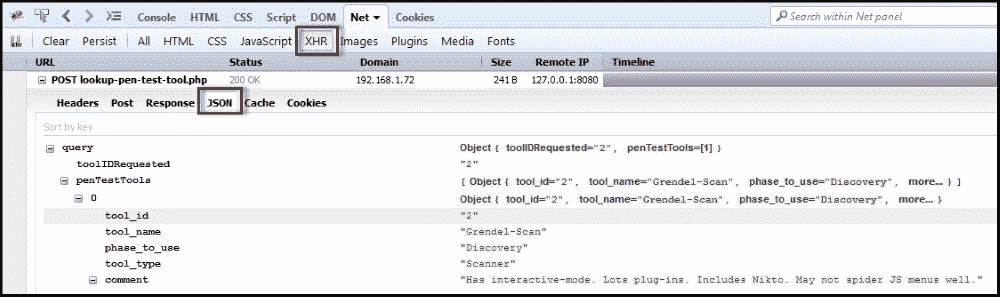 Console HTML CSS Script DOM Net Cookies Search within Net panel
Clear Persist All HTML CSS JavaScript XHR Images Plugins Media Fonts
URL Status Domain Size Remote IP Timeline
POST lookup-pen-test-tool.php 200 OK 192.168.1.72 241 B 127.0.0.1:8080
Headers Post Response JSON Cache Cookies
Sort by key
query Object { toolIDRequested="2", penTestTools=[1] }
toolIDRequested "2"
penTestTools [ Object { tool_id="2", tool_name="Grendel-Scan", phase_to_use="Discovery", more... } ]
0 Object { tool_id="2", tool_name="Grendel-Scan", phase_to_use="Discovery", more... }
tool_id "2"
tool_name "Grendel-Scan"
phase_to_use "Discovery"
tool_type "Scanner"
comment "Has interactive-mode. Lots plug-ins. Includes Nikto. May not spider JS menus well."